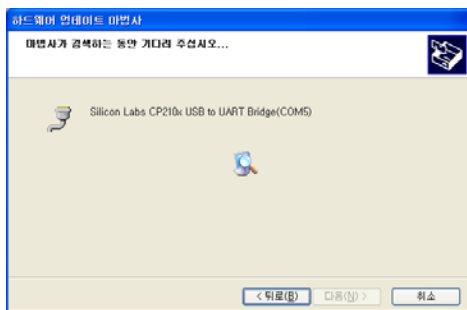 하드웨어 업데이트 마법사
마법사가 검색하는 동안 기다려 주십시오...
Silicon Labs CP210x USB to UART Bridge(COM5)
< 뒤로(B) 다음(N) > 취소